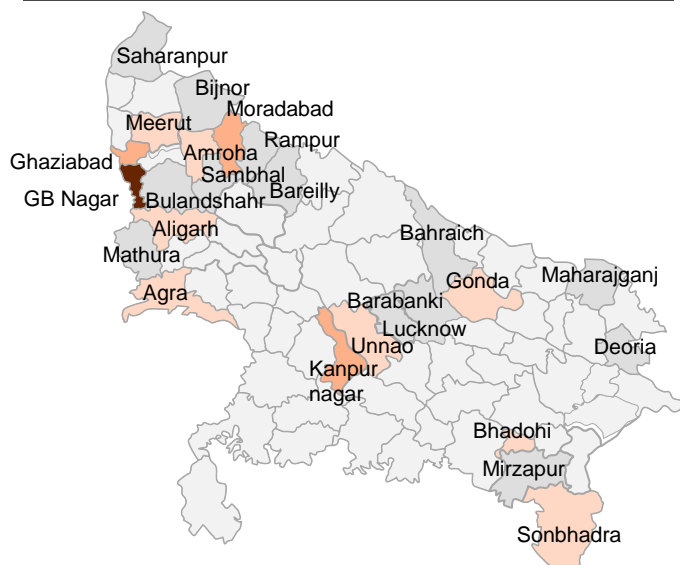 Saharanpur
Bijnor
Moradabad
Meerut
Rampur
Amroha
Ghaziabad
Sambhal
Bareilly
GB Nagar
Bulandshahr
Aligarh
Bahraich
Mathura
Maharajganj
Gonda
Agra
Barabanki
Lucknow
Unnao
Deoria
Kanpur
nagar
Bhadohi
Mirzapur
Sonbhadra